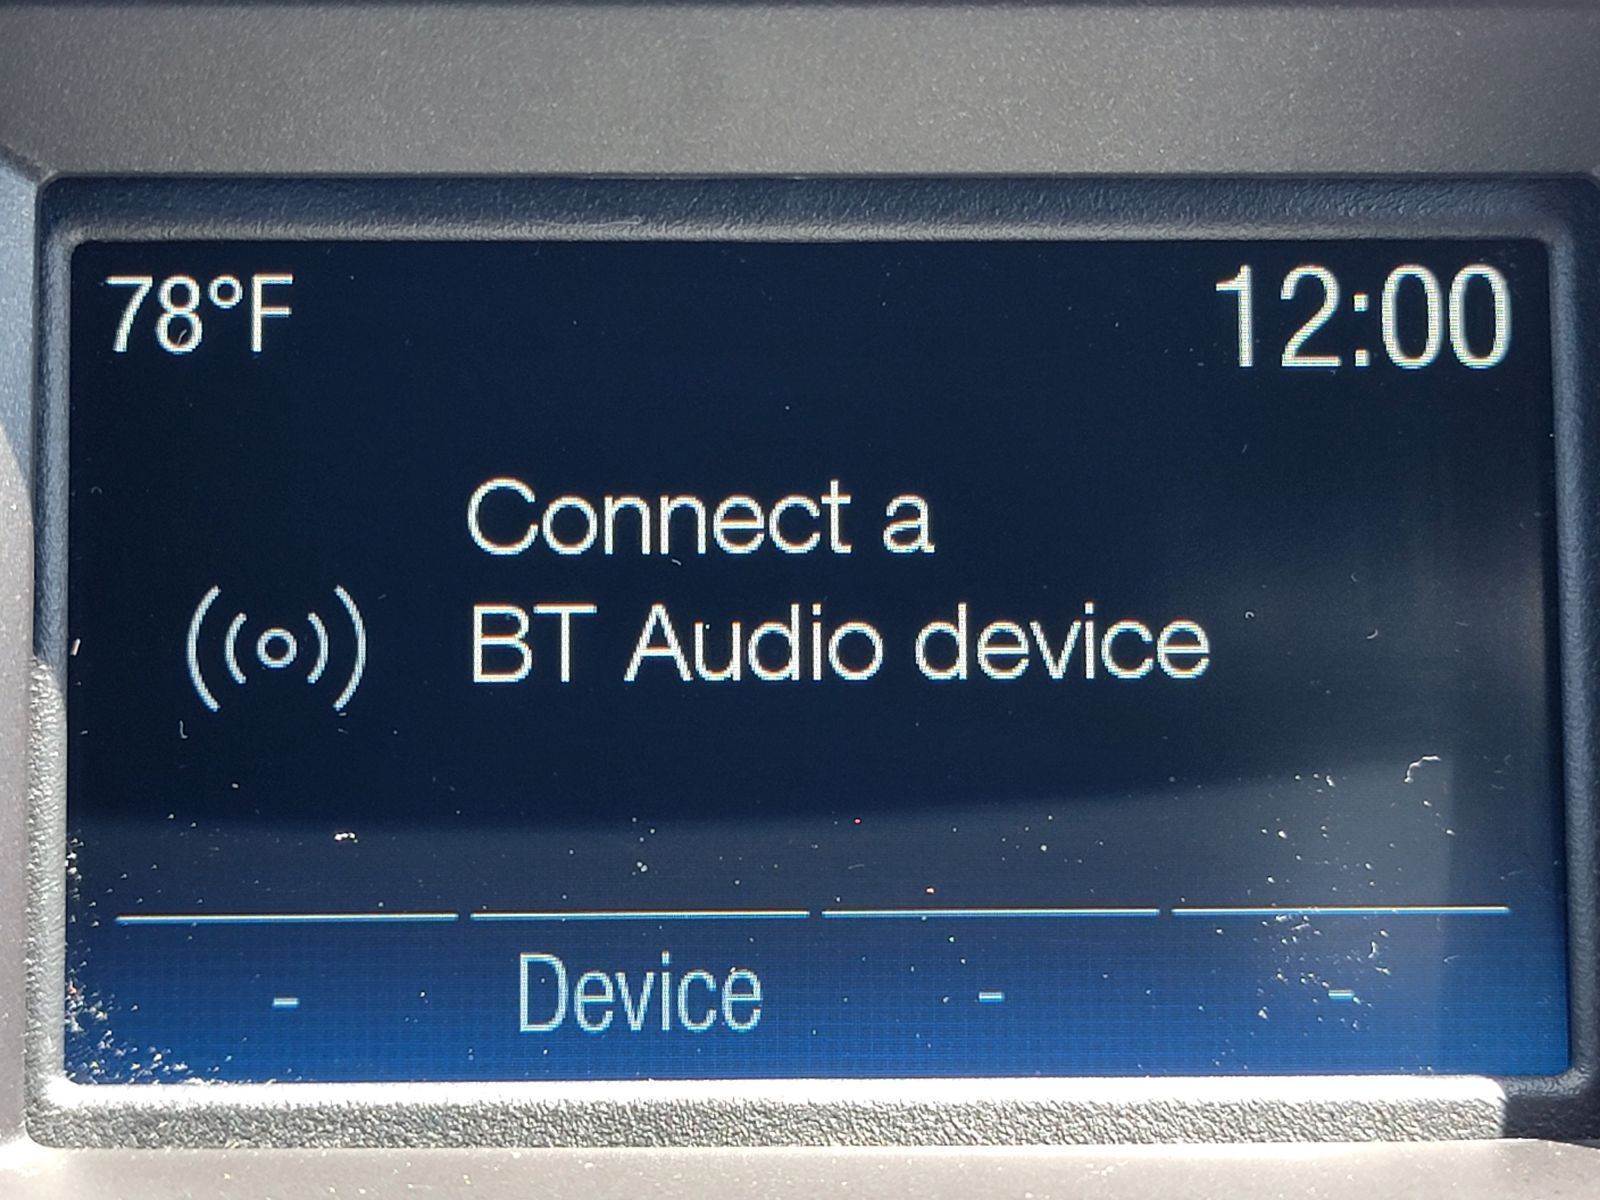 78°F 12:00
Connect a
BT Audio device
- Device - -